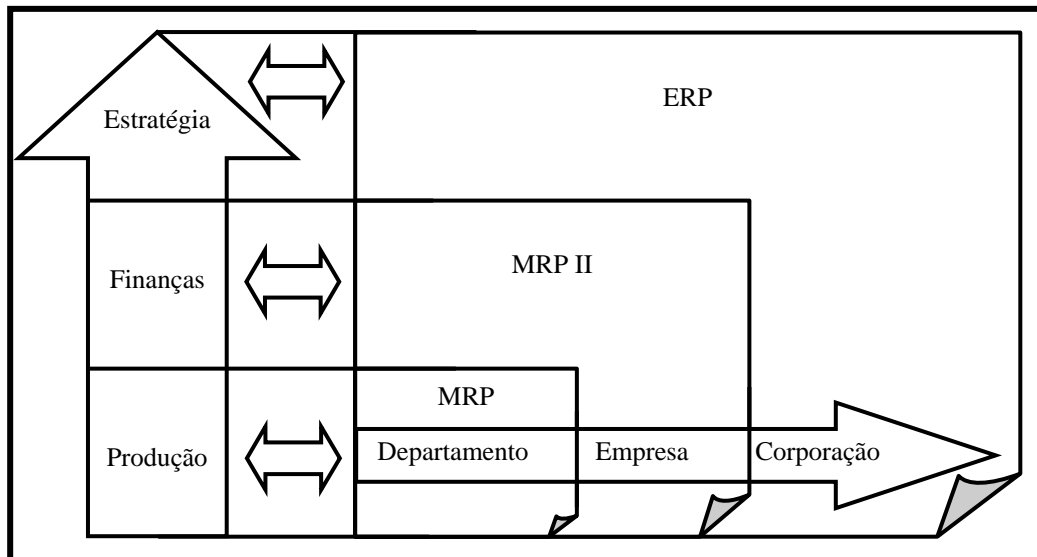 ERP
Estratégia
MRP II
Finanças
MRP
Departamento
Empresa
Corporação
Produção